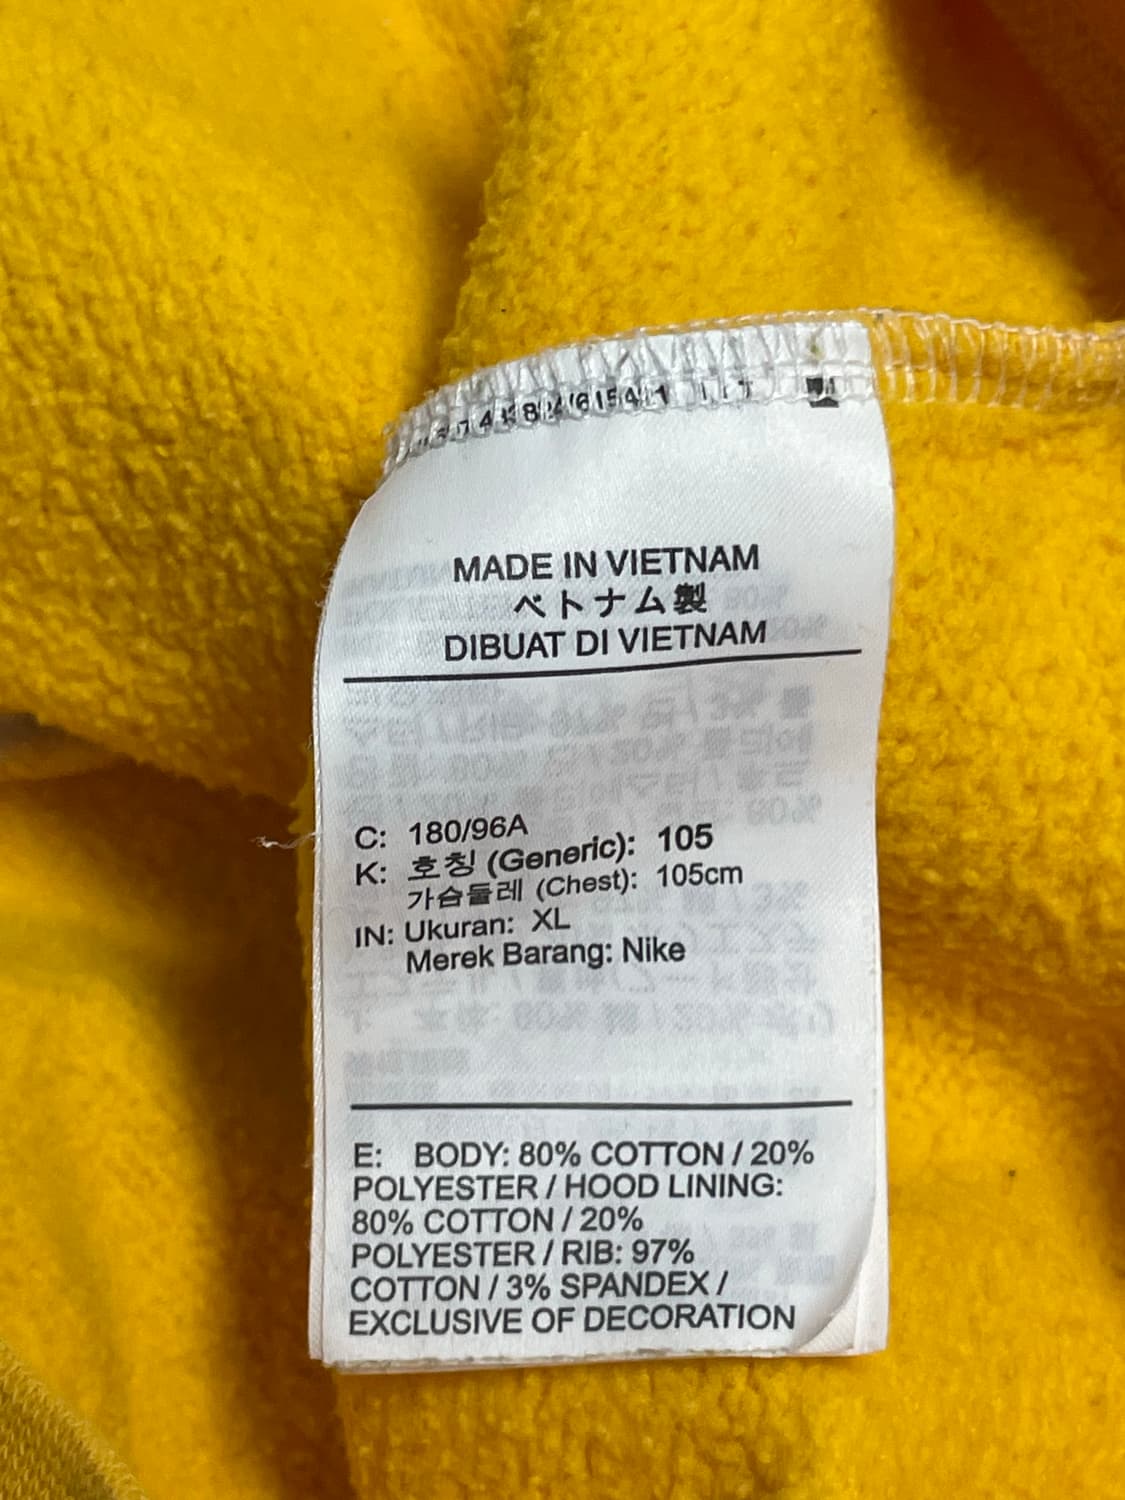 MADE IN VIETNAM
ベトナム製
DIBUAT DI VIETNAM
C: 180/96A
K: 호칭 (Generic): 105
가슴둘레 (Chest): 105cm
IN: Ukuran: XL
Merek Barang: Nike
E: BODY: 80% COTTON / 20%
POLYESTER / HOOD LINING:
80% COTTON / 20%
POLYESTER / RIB: 97%
COTTON / 3% SPANDEX /
EXCLUSIVE OF DECORATION